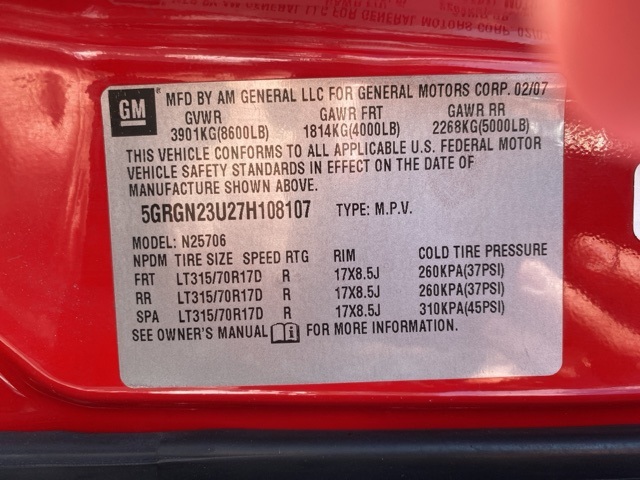 GM
MFD BY AM GENERAL LLC FOR GENERAL MOTORS CORP. 02/07
GVWR GAWR FRT GAWR RR
3901KG(8600LB) 1814KG(4000LB) 2268KG(5000LB)
THIS VEHICLE CONFORMS TO ALL APPLICABLE U.S. FEDERAL MOTOR
VEHICLE SAFETY STANDARDS IN EFFECT ON THE DATE OF
MANUFACTURE SHOWN ABOVE.
5GRGN23U27H108107 TYPE: M.P.V.
MODEL: N25706
NPDM TIRE SIZE SPEED RTG RIM COLD TIRE PRESSURE
FRT LT315/70R17D R 17X8.5J 260KPA(37PSI)
RR LT315/70R17D R 17X8.5J 260KPA(37PSI)
SPA LT315/70R17D R 17X8.5J 310KPA(45PSI)
SEE OWNER'S MANUAL FOR MORE INFORMATION.